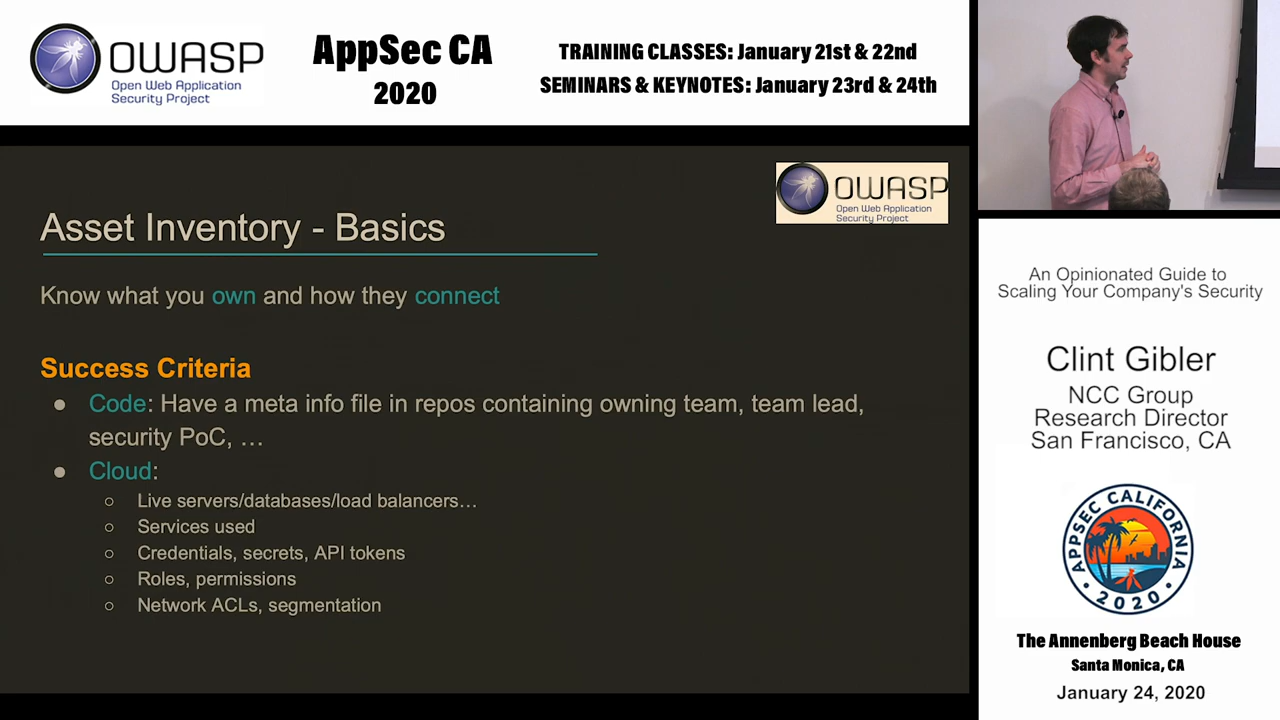 OWASP
Open Web Application
Security Project
AppSec CA
2020
TRAINING CLASSES: January 21st & 22nd
SEMINARS & KEYNOTES: January 23rd & 24th
OWASP
Open Web Application
Security Project
Asset Inventory - Basics
Know what you own and how they connect
Success Criteria
● Code: Have a meta info file in repos containing owning team, team lead,
security PoC, …
● Cloud:
○ Live servers/databases/load balancers…
○ Services used
○ Credentials, secrets, API tokens
○ Roles, permissions
○ Network ACLs, segmentation
An Opinionated Guide to
Scaling Your Company's Security
Clint Gibler
NCC Group
Research Director
San Francisco, CA
APPSEC CALIFORNIA
2020
The Annenberg Beach House
Santa Monica, CA
January 24, 2020